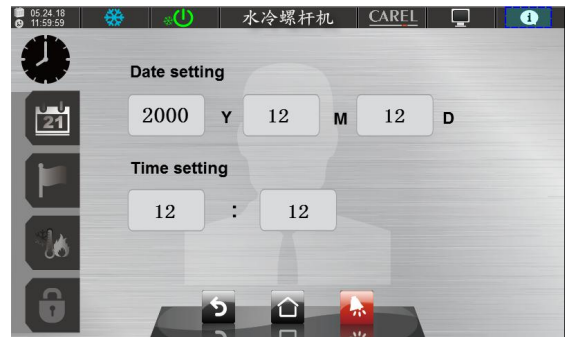 05.24.18
11:59:59
水冷螺杆机
CAREL
Date setting
2000 Y 12 M 12 D
21
Time setting
12 : 12